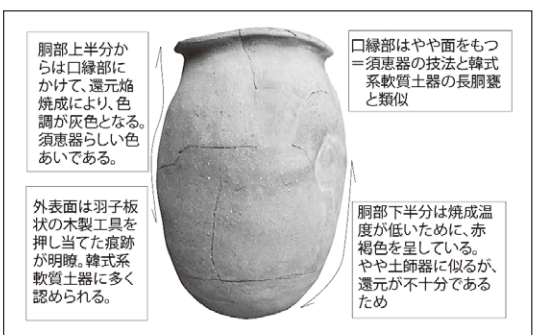 胴部上半分か
らは口縁部に
かけて、還元焔
焼成により、色
調が灰色となる。
須恵器らしい色
あいである。
口縁部はやや面をもつ
＝須恵器の技法と韓式
系軟質土器の長胴甕
と類似
外表面は羽子板
状の木製工具を
押し当てた痕跡
が明瞭。韓式系
軟質土器に多く
認められる。
胴部下半分は焼成温
度が低いために、赤
褐色を呈している。
やや土師器に似るが、
還元が不十分である
ため